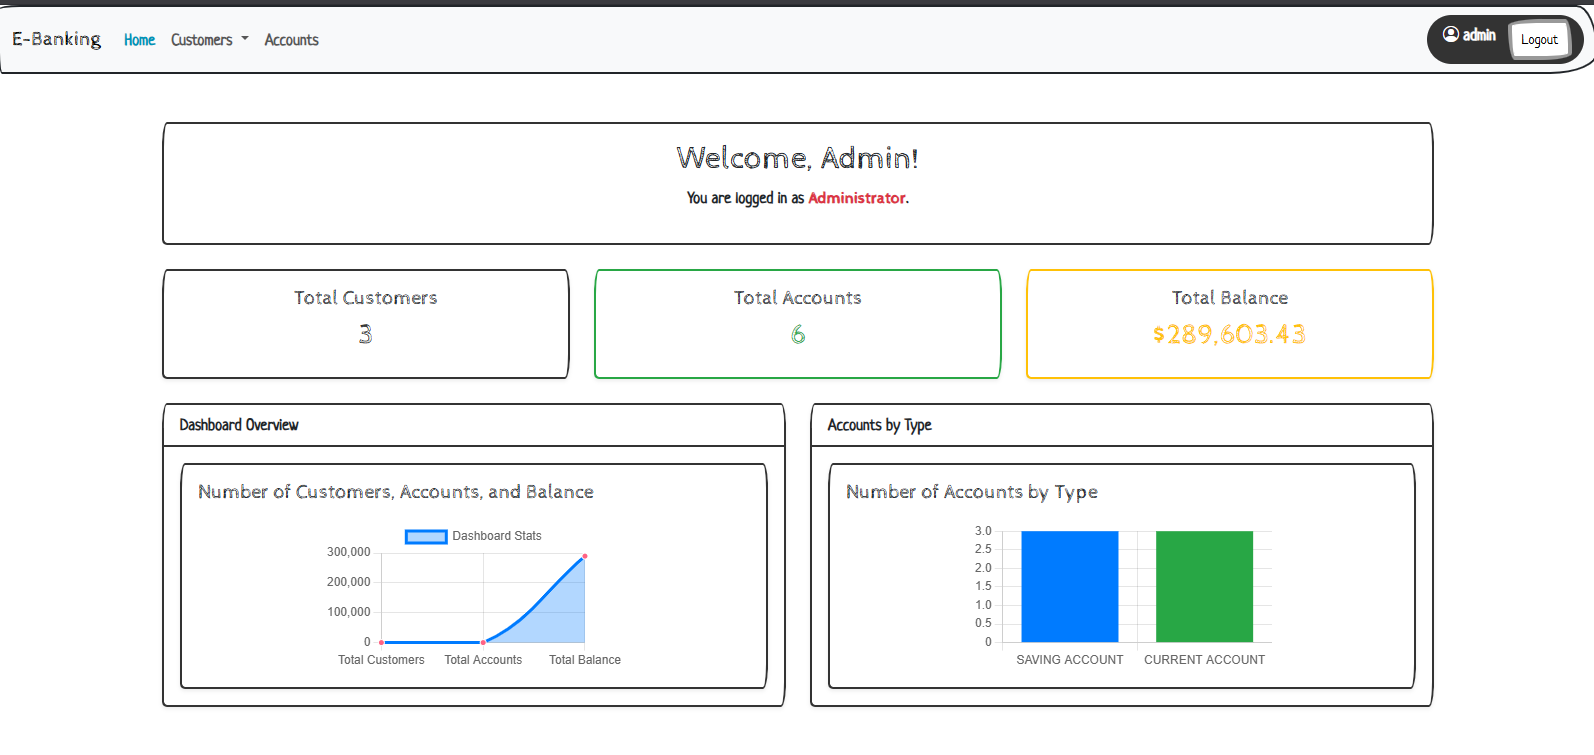 E-Banking Home Customers Accounts admin Logout
Welcome, Admin!
You are logged in as Administrator.
Total Customers
3
Total Accounts
6
Total Balance
$289,603.43
Dashboard Overview
Number of Customers, Accounts, and Balance
Dashboard Stats
300,000
200,000
100,000
0
Total Customers Total Accounts Total Balance
Accounts by Type
Number of Accounts by Type
3.0
2.5
2.0
1.5
1.0
0.5
0
SAVING ACCOUNT CURRENT ACCOUNT